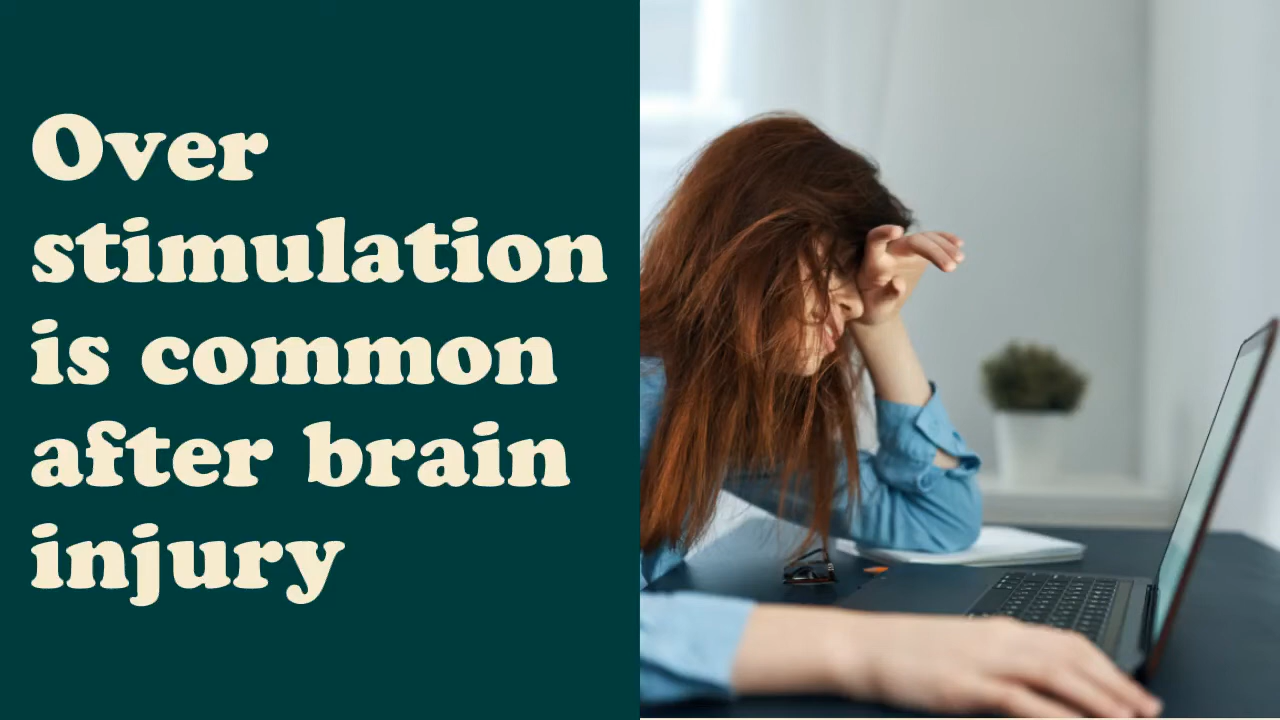 Over
stimulation
is common
after brain
injury